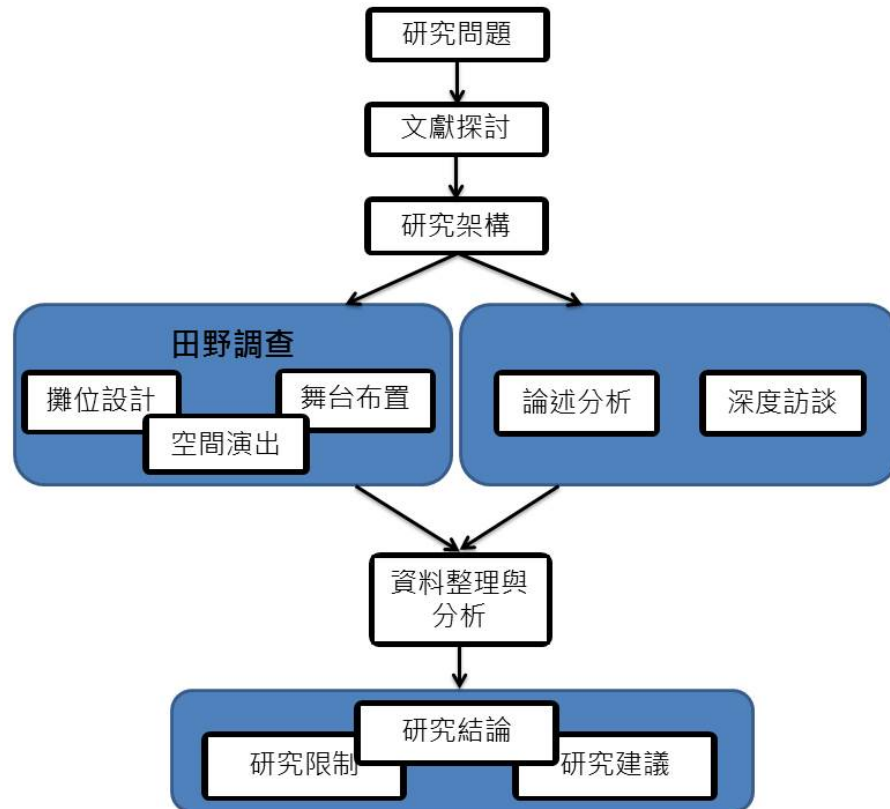 研究問題
文獻探討
研究架構
田野調查
攤位設計
舞台布置
空間演出
論述分析
深度訪談
資料整理與
分析
研究結論
研究限制
研究建議